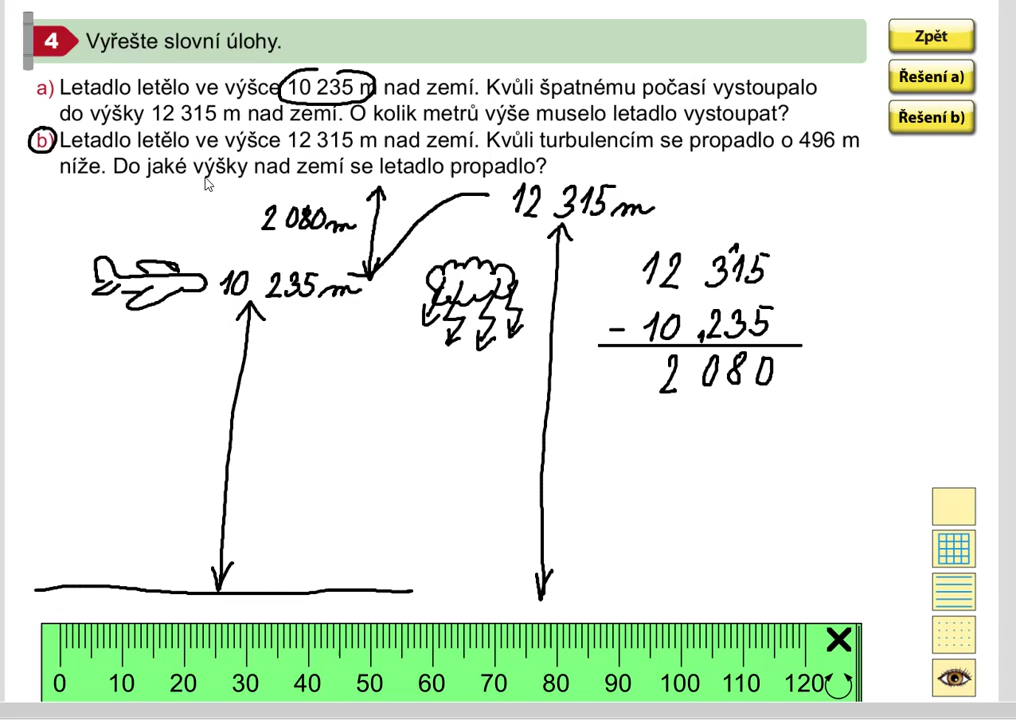 4 Vyřešte slovní úlohy.
Zpět
Řešení a)
Řešení b)
a) Letadlo letělo ve výšce 10 235 m nad zemí. Kvůli špatnému počasí vystoupalo
do výšky 12 315 m nad zemí. O kolik metrů výše muselo letadlo vystoupat?
b) Letadlo letělo ve výšce 12 315 m nad zemí. Kvůli turbulencím se propadlo o 496 m
níže. Do jaké výšky nad zemí se letadlo propadlo?
2 080 m
12 315 m
10 235 m
12 315
- 10 235
2 080
0 10 20 30 40 50 60 70 80 90 100 110 120